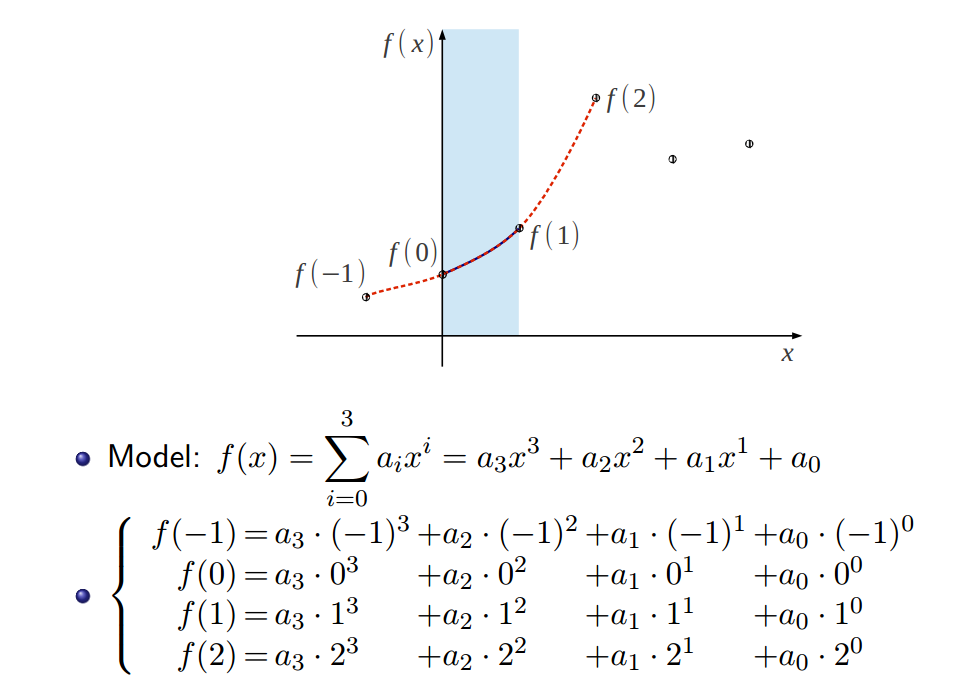 f(x)
f(2)
f(1)
f(0)
f(−1)
x
Model: f(x) = ∑_{i=0}^{3} a_i x^i = a_3 x^3 + a_2 x^2 + a_1 x^1 + a_0
f(−1) = a_3 · (−1)^3 + a_2 · (−1)^2 + a_1 · (−1)^1 + a_0 · (−1)^0
f(0) = a_3 · 0^3 + a_2 · 0^2 + a_1 · 0^1 + a_0 · 0^0
f(1) = a_3 · 1^3 + a_2 · 1^2 + a_1 · 1^1 + a_0 · 1^0
f(2) = a_3 · 2^3 + a_2 · 2^2 + a_1 · 2^1 + a_0 · 2^0